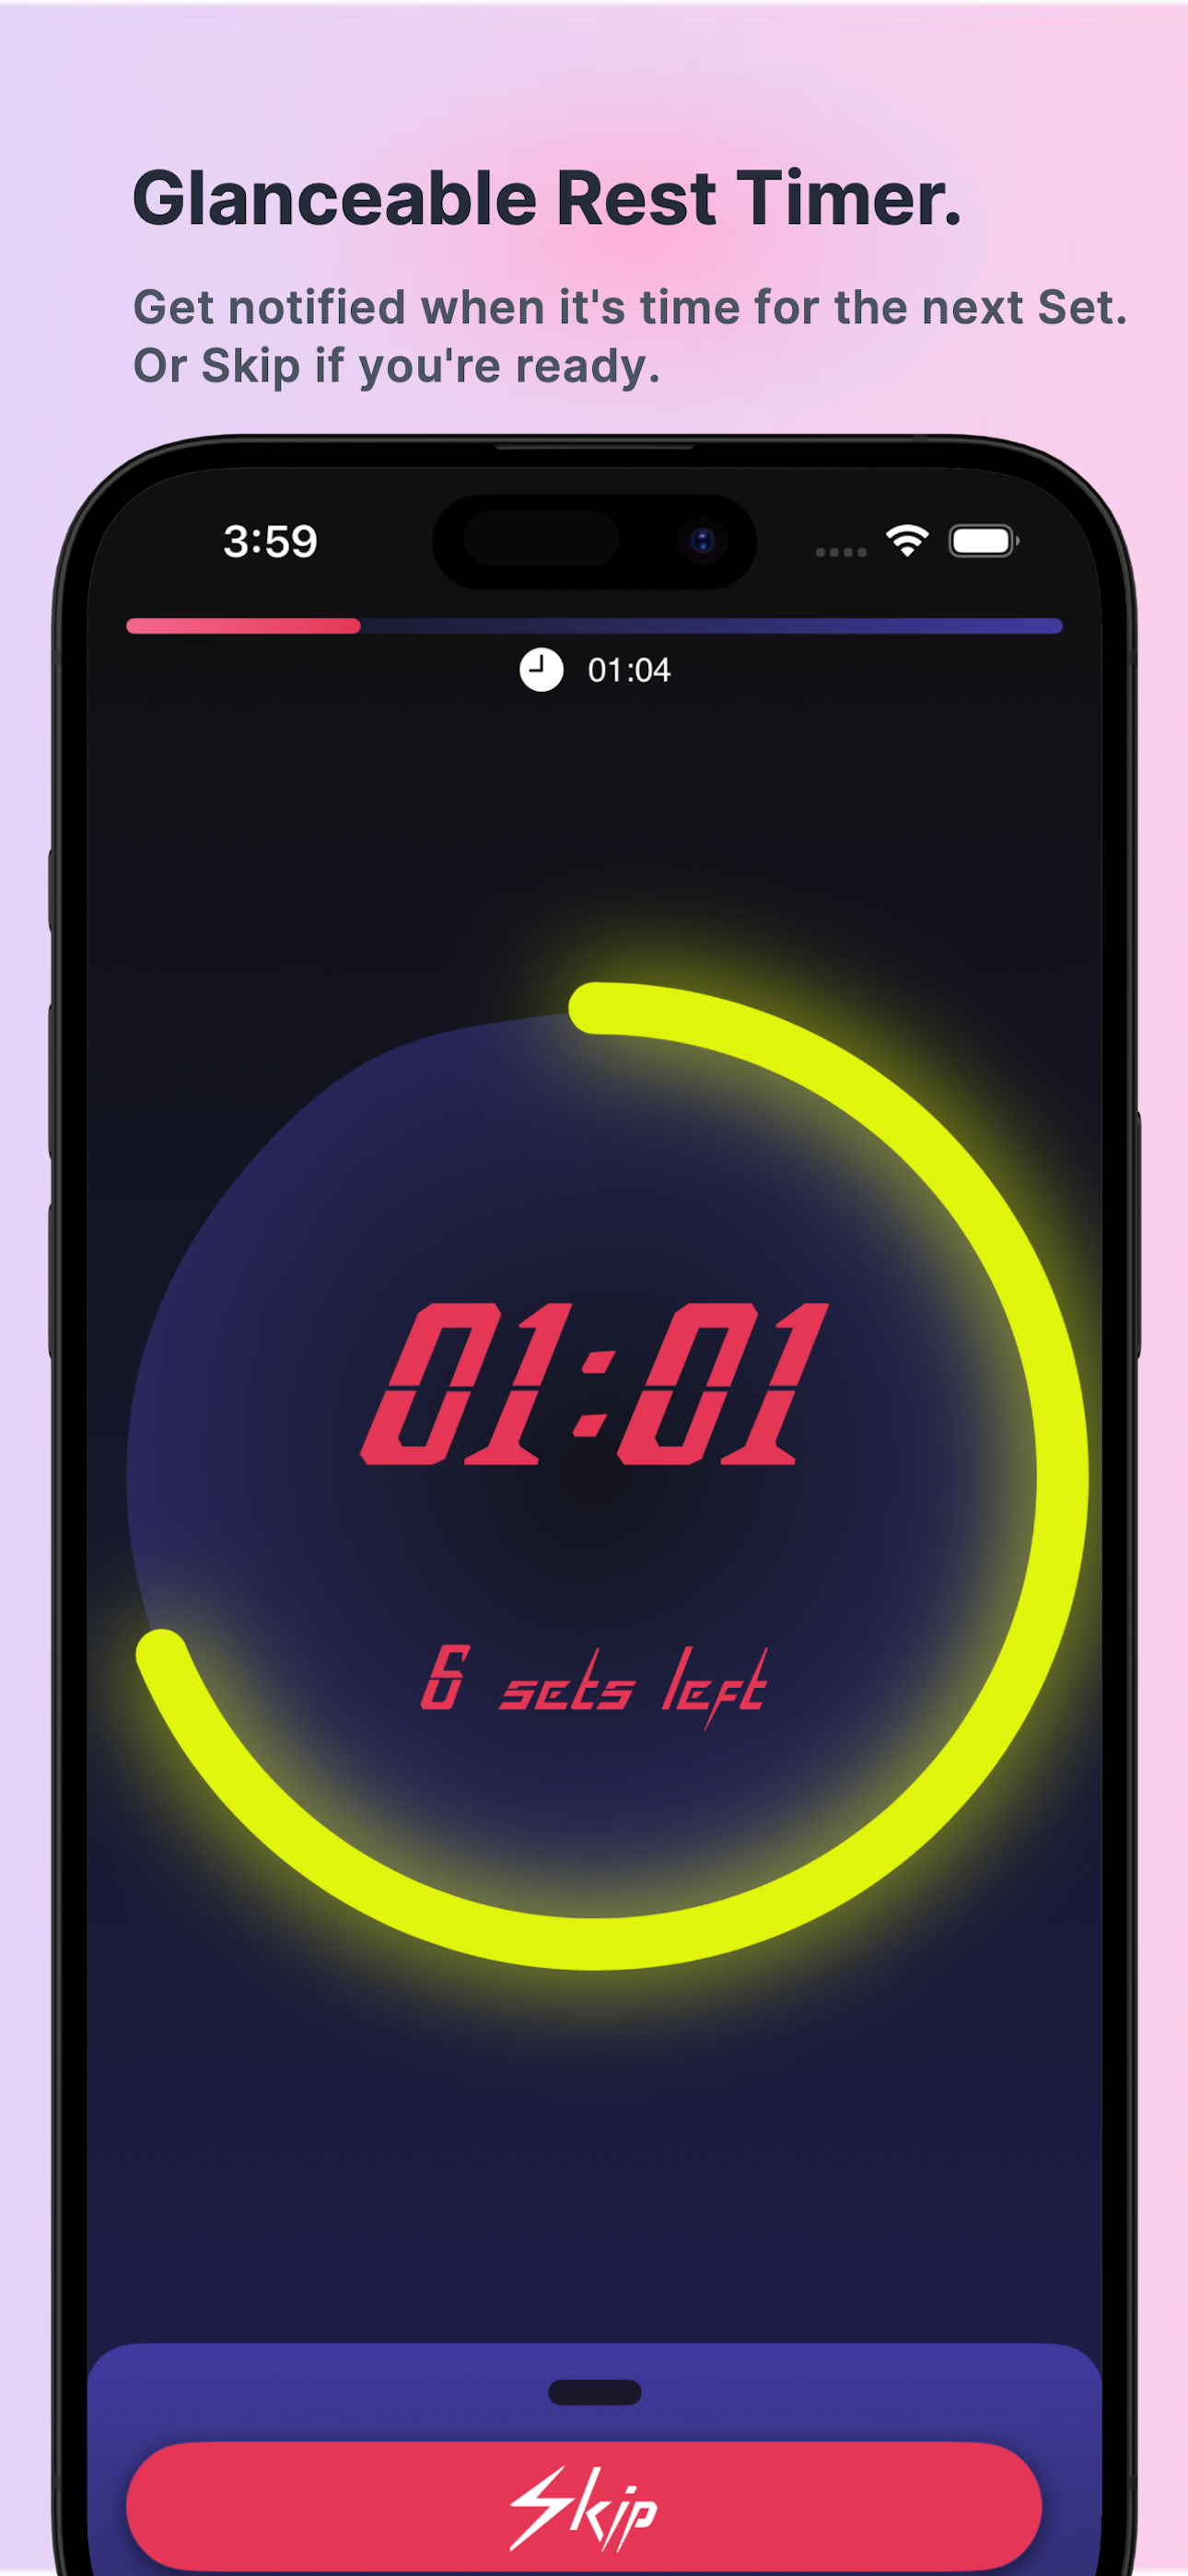 Glanceable Rest Timer.
Get notified when it's time for the next Set.
Or Skip if you're ready.
3:59
01:04
01:01
6 sets left
Skip